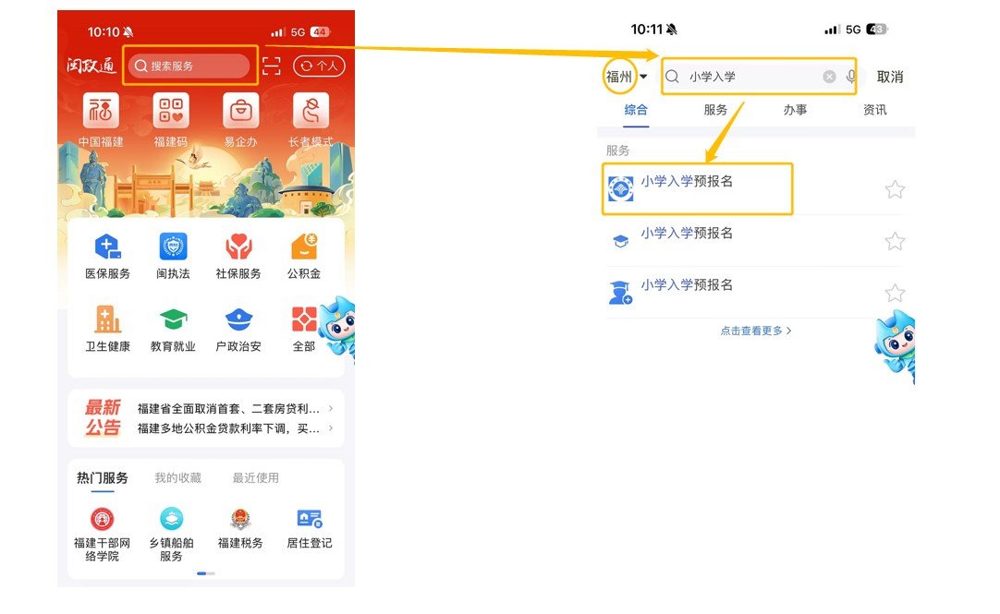 10:10
5G 44
闽政通
搜索服务
个人
中国福建
福建码
易企办
长者模式
医保服务
闽执法
社保服务
公积金
卫生健康
教育就业
户政治安
全部
最新
公告
福建省全面取消首套、二套房贷利...
福建多地公积金贷款利率下调，买...
热门服务
我的收藏
最近使用
福建干部网
络学院
乡镇船舶
服务
福建税务
居住登记
10:11
5G 43
福州
小学入学
取消
综合
服务
办事
资讯
服务
小学入学预报名
小学入学预报名
小学入学预报名
点击查看更多